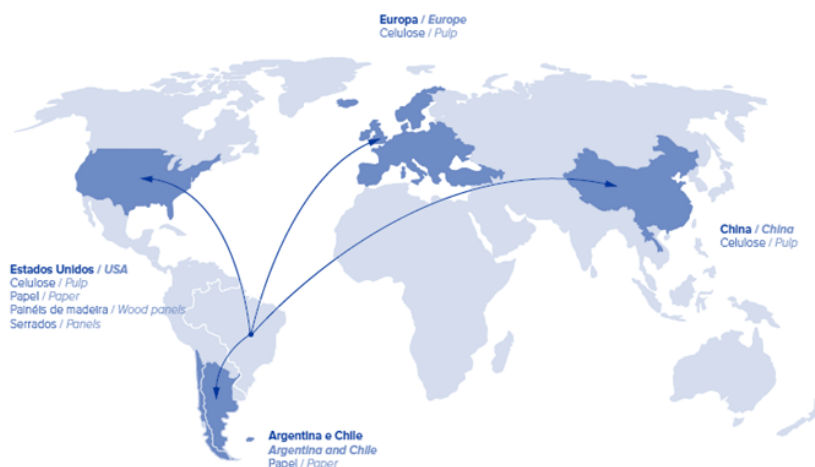 Europa / Europe
Celulose / Pulp
China / China
Celulose / Pulp
Estados Unidos / USA
Celulose / Pulp
Papel / Paper
Painéis de madeira / Wood panels
Serrados / Panels
Argentina e Chile
Argentina and Chile
Papel / Paper